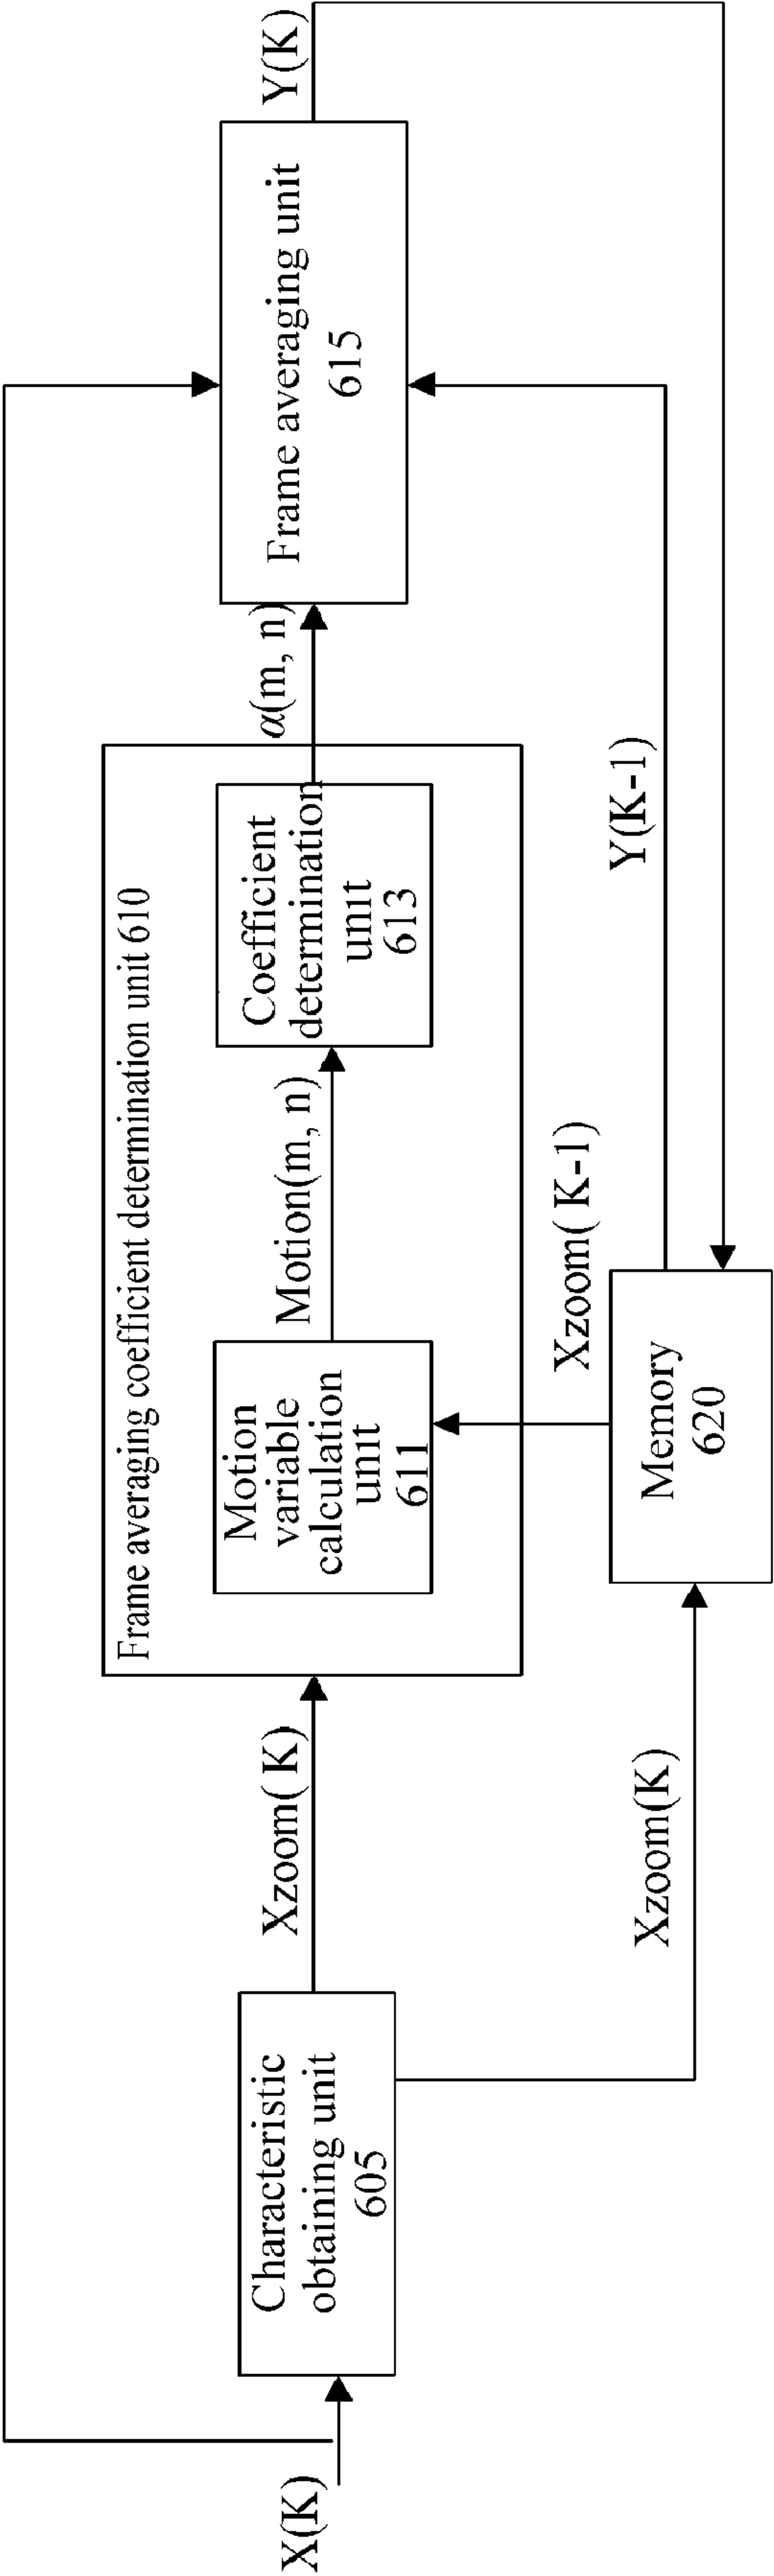 X(K)
Characteristic
obtaining unit
605
Xzoom( K)
Xzoom(K)
Frame averaging coefficient determination unit 610
Motion
variable
calculation
unit
611
Motion(m, n)
Coefficient
determination
unit
613
α(m, n)
Xzoom( K-1)
Memory
620
Y(K-1)
Frame averaging unit
615
Y(K)